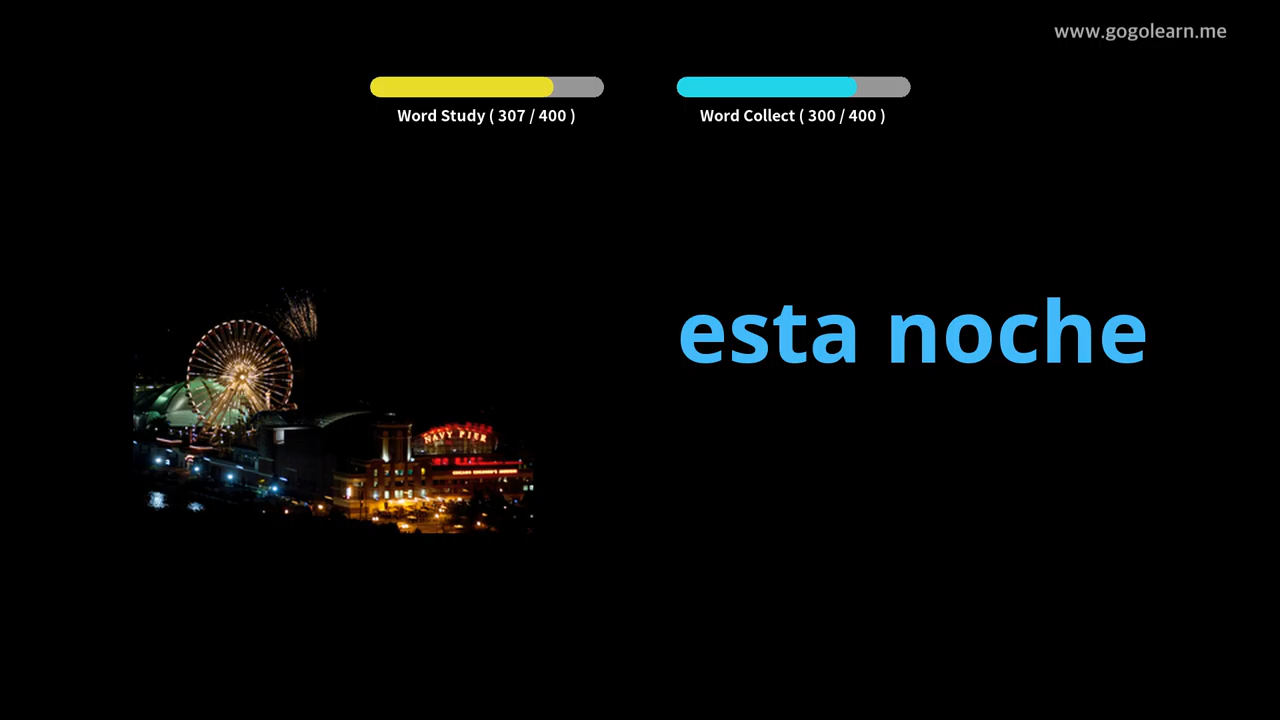 www.gogolearn.me
Word Study ( 307 / 400 )
Word Collect ( 300 / 400 )
esta noche
NAVY PIER